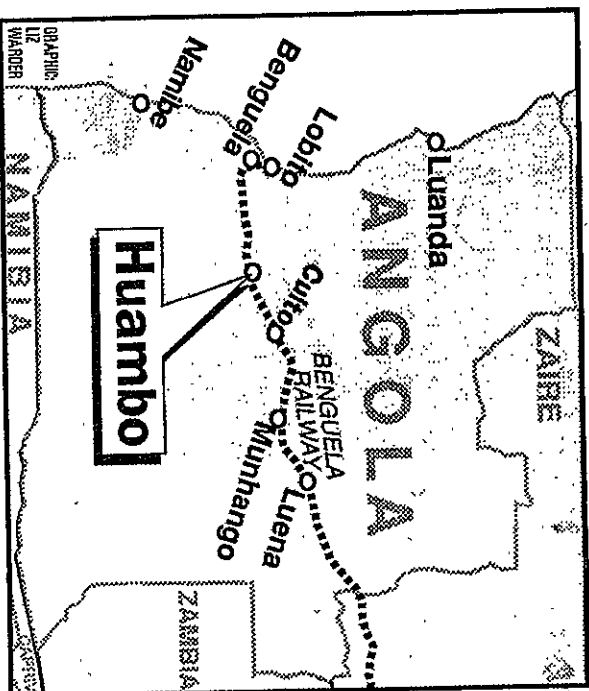 ZAIRE
Luanda
ANGOLA
Lobito
Benguela
Cuito
BENGUELA
RAILWAY
Luena
Munhango
Namibe
Huambo
ZAMBIA
NAMIBIA
GRAPHIC:
LIZ
WARDER